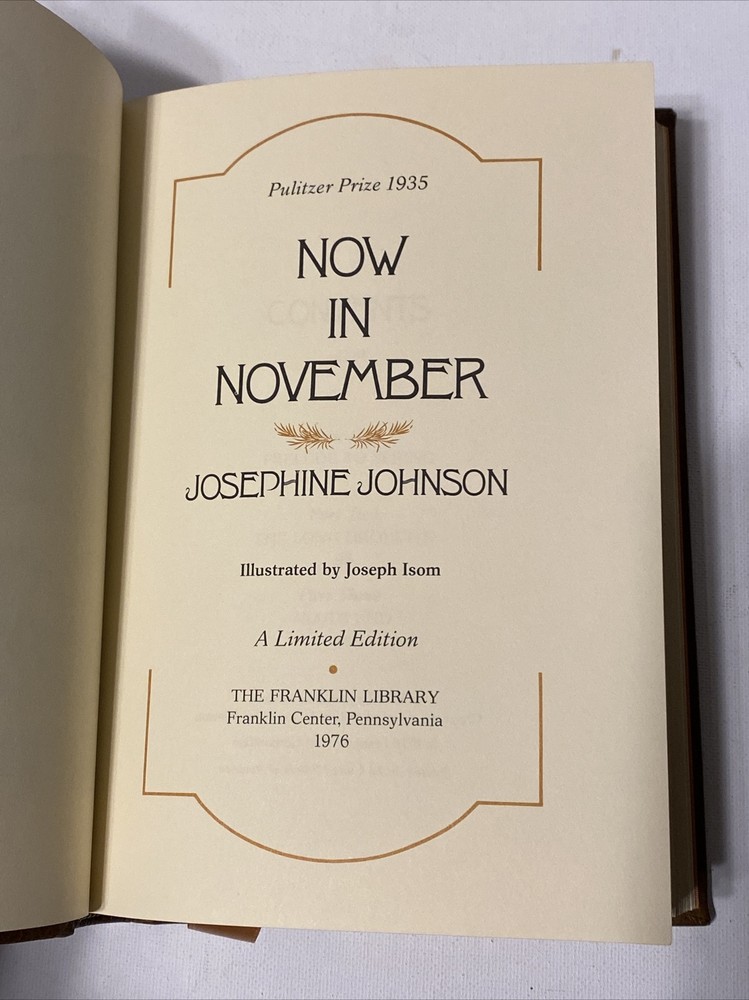 Pulitzer Prize 1935
NOW
IN
NOVEMBER
JOSEPHINE JOHNSON
Illustrated by Joseph Isom
A Limited Edition
THE FRANKLIN LIBRARY
Franklin Center, Pennsylvania
1976